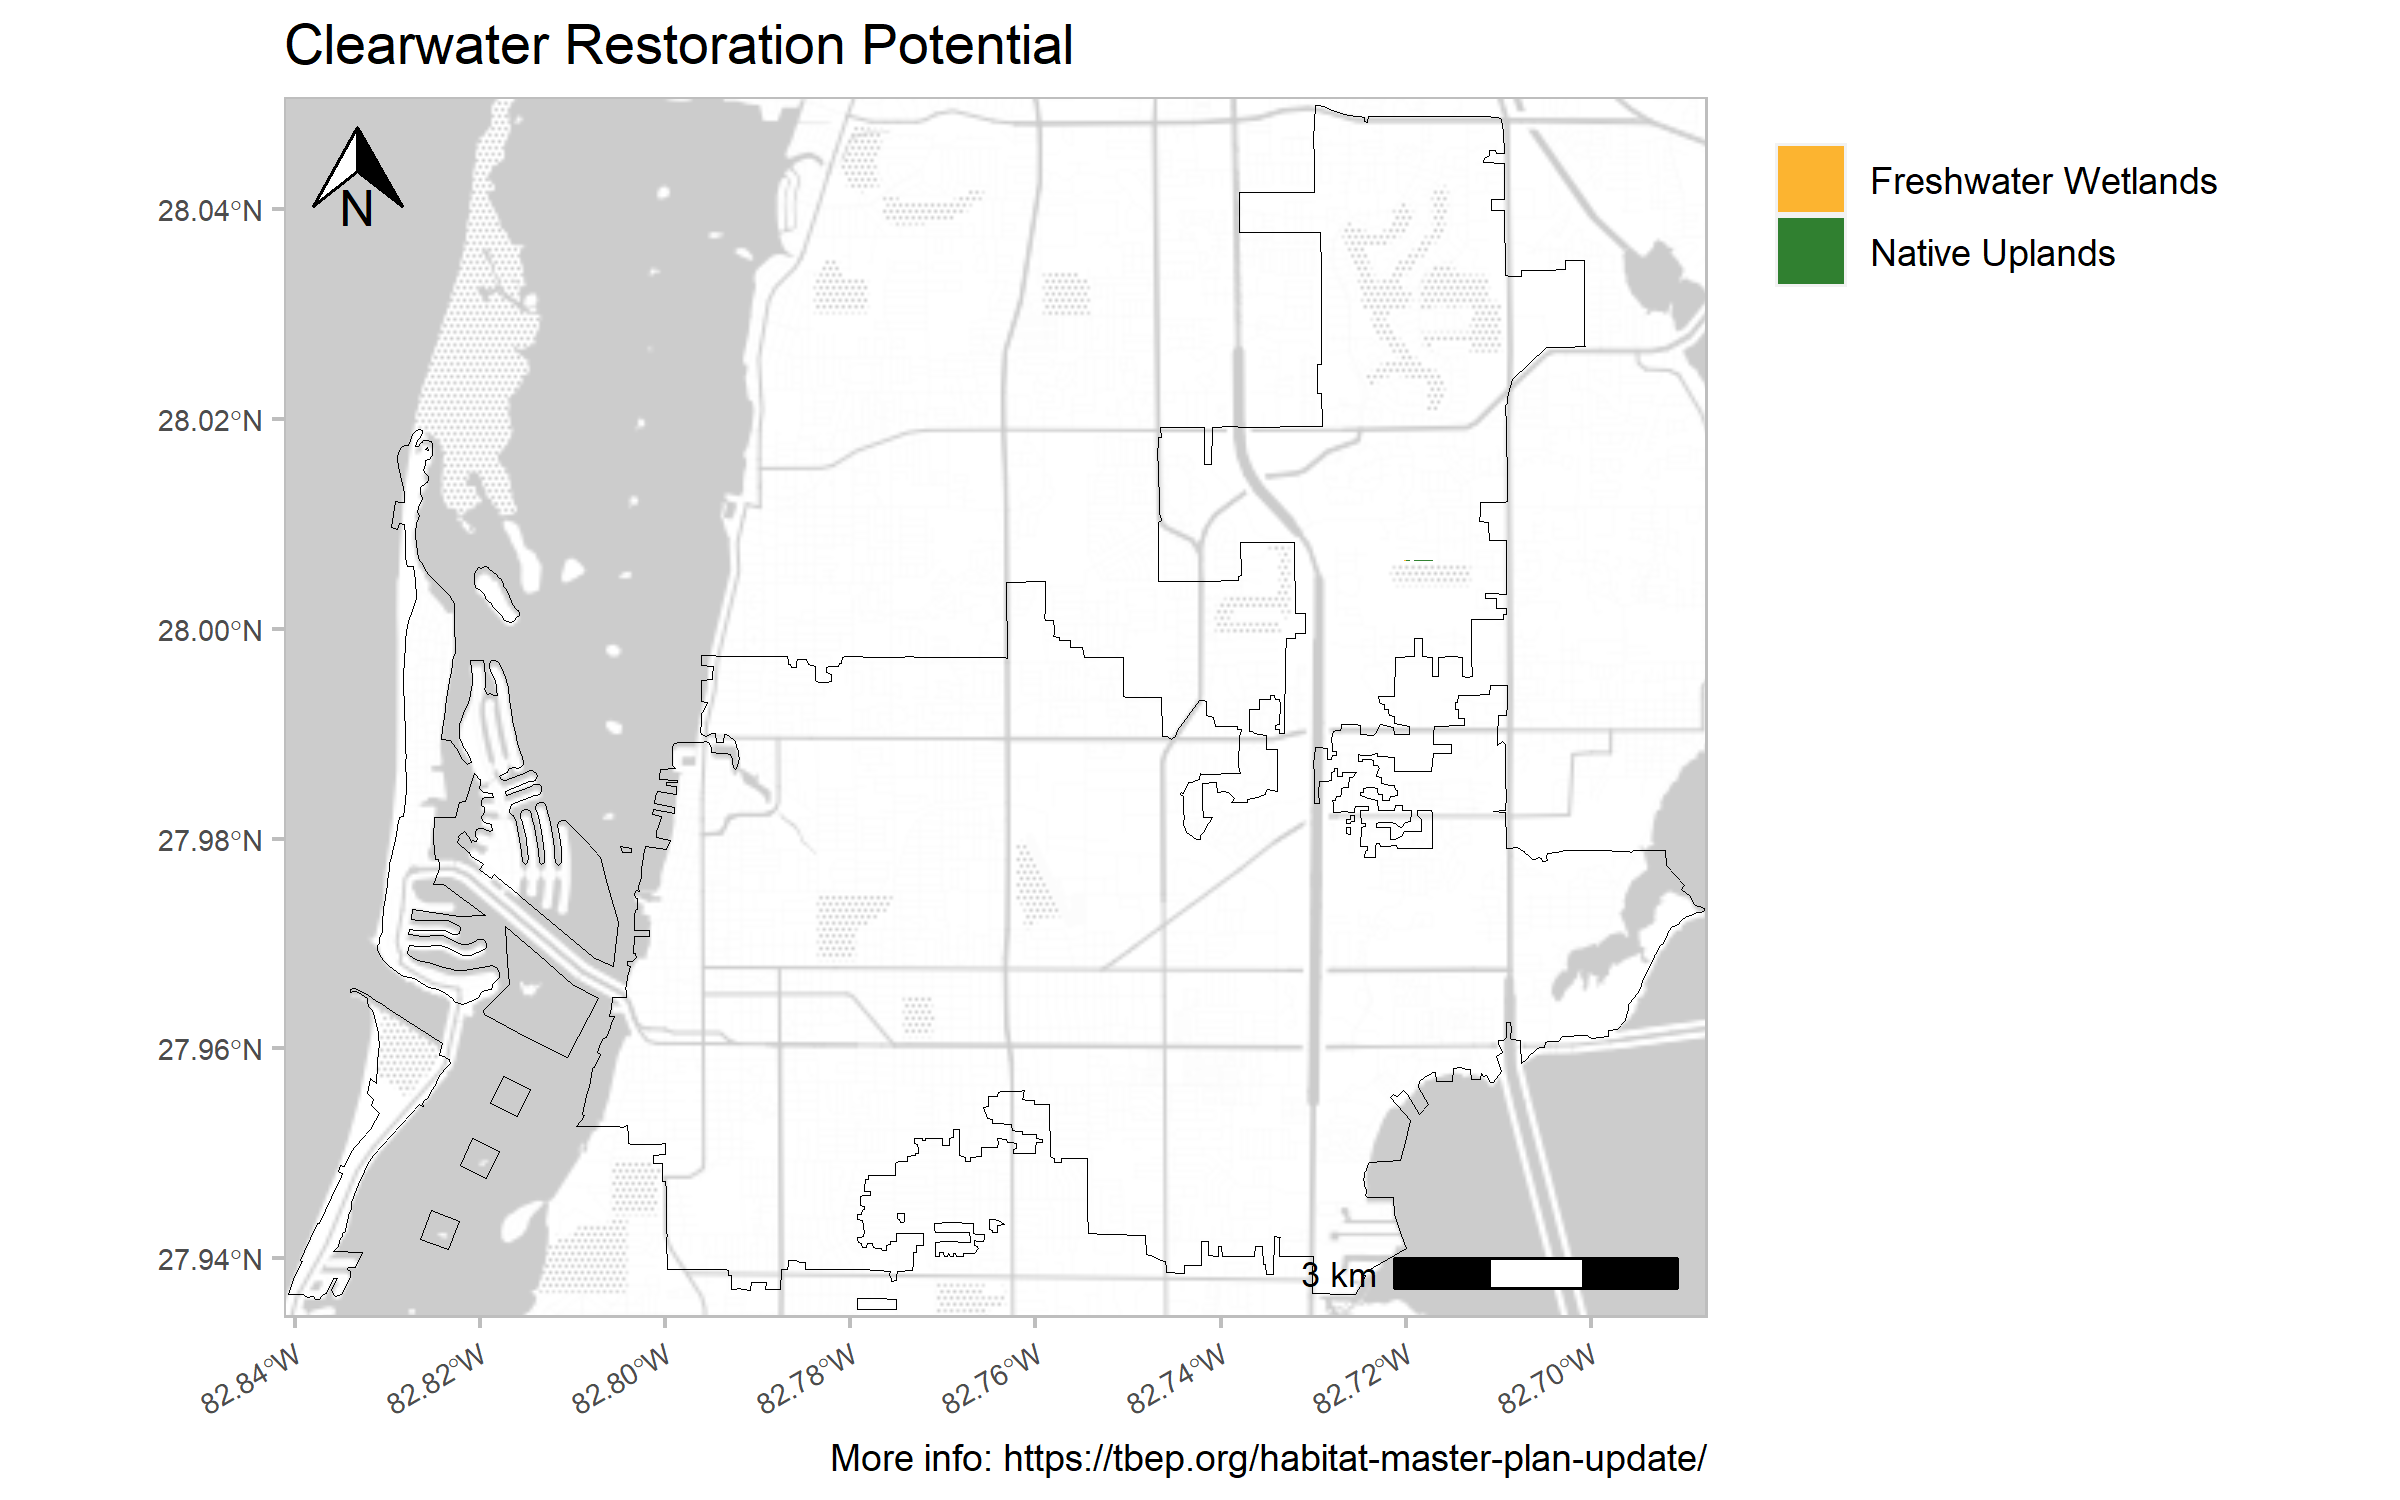 Clearwater Restoration Potential
N
Freshwater Wetlands
Native Uplands
28.04°N
28.02°N
28.00°N
27.98°N
27.96°N
27.94°N
3 km
82.84°W
82.82°W
82.80°W
82.78°W
82.76°W
82.74°W
82.72°W
82.70°W
More info: https://tbep.org/habitat-master-plan-update/